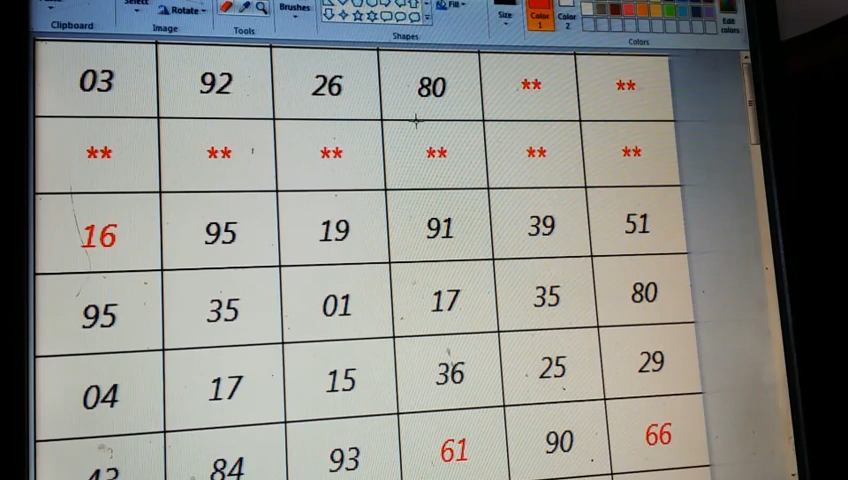 Select
Rotate
Brushes
Fill
Size
Color 1
Color 2
Edit colors
Clipboard
Image
Tools
Shapes
Colors
03 92 26 80 ** **
** ** ** ** ** **
16 95 19 91 39 51
95 35 01 17 35 80
04 17 15 36 25 29
84 93 61 90 66